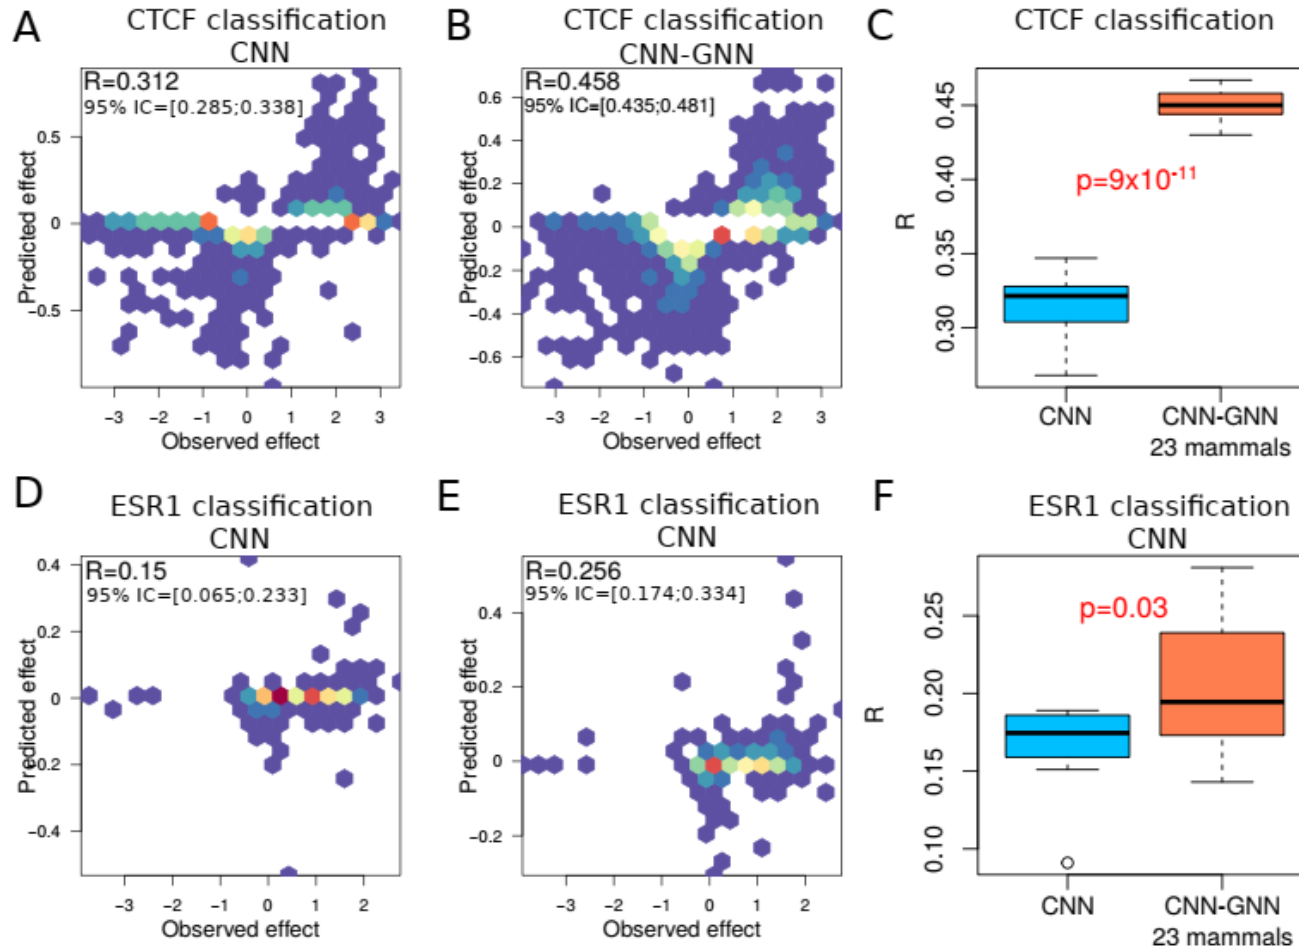 A
CTCF classification
CNN
R=0.312
95% IC=[0.285;0.338]
0.5
0
−0.5
Predicted effect
−3 −2 −1 0 1 2 3
Observed effect
B
CTCF classification
CNN-GNN
R=0.458
95% IC=[0.435;0.481]
0.6
0.4
0.2
0
−0.2
−0.4
−0.6
Predicted effect
−3 −2 −1 0 1 2 3
Observed effect
C
CTCF classification
0.45
0.40
0.35
0.30
R
p=9x10⁻¹¹
CNN CNN-GNN
23 mammals
D
ESR1 classification
CNN
R=0.15
95% IC=[0.065;0.233]
0.4
0.2
0
−0.2
−0.4
Predicted effect
−3 −2 −1 0 1 2
Observed effect
E
ESR1 classification
CNN
R=0.256
95% IC=[0.174;0.334]
0.4
0.2
0
−0.2
Predicted effect
−3 −2 −1 0 1 2
Observed effect
F
ESR1 classification
CNN
0.25
0.20
0.15
0.10
R
p=0.03
CNN CNN-GNN
23 mammals